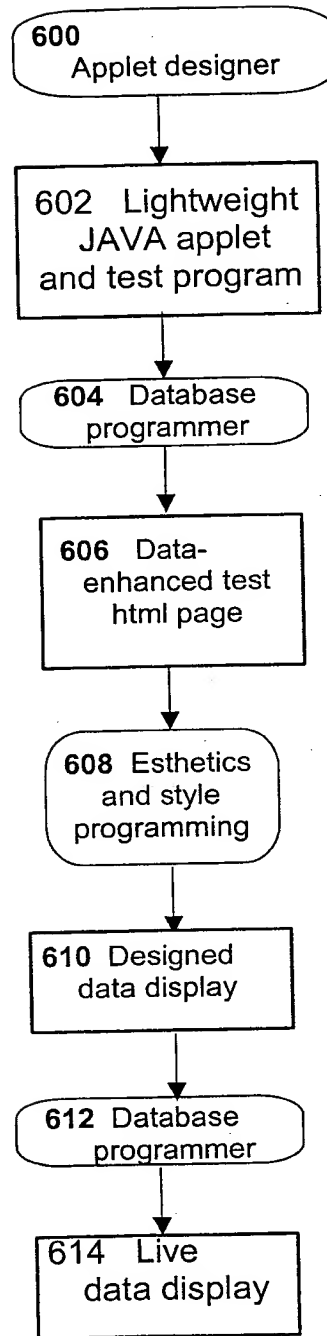 600
Applet designer
602 Lightweight
JAVA applet
and test program
604 Database
programmer
606 Data-
enhanced test
html page
608 Esthetics
and style
programming
610 Designed
data display
612 Database
programmer
614 Live
data display